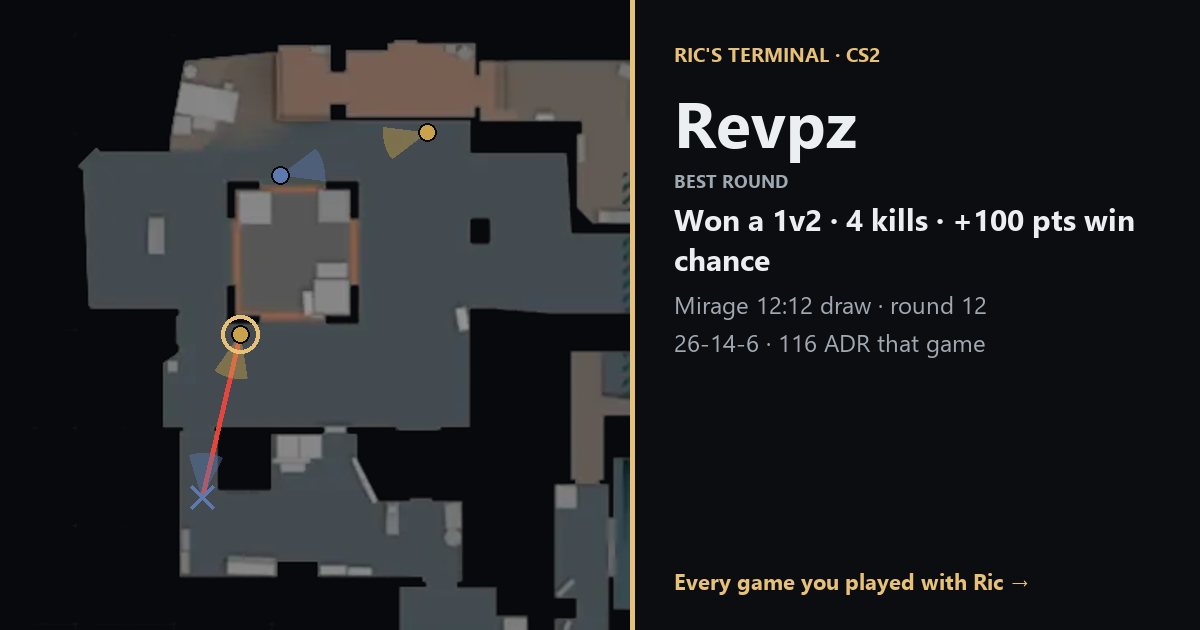 RIC'S TERMINAL · CS2
Revpz
BEST ROUND
Won a 1v2 · 4 kills · +100 pts win
chance
Mirage 12:12 draw · round 12
26-14-6 · 116 ADR that game
Every game you played with Ric →